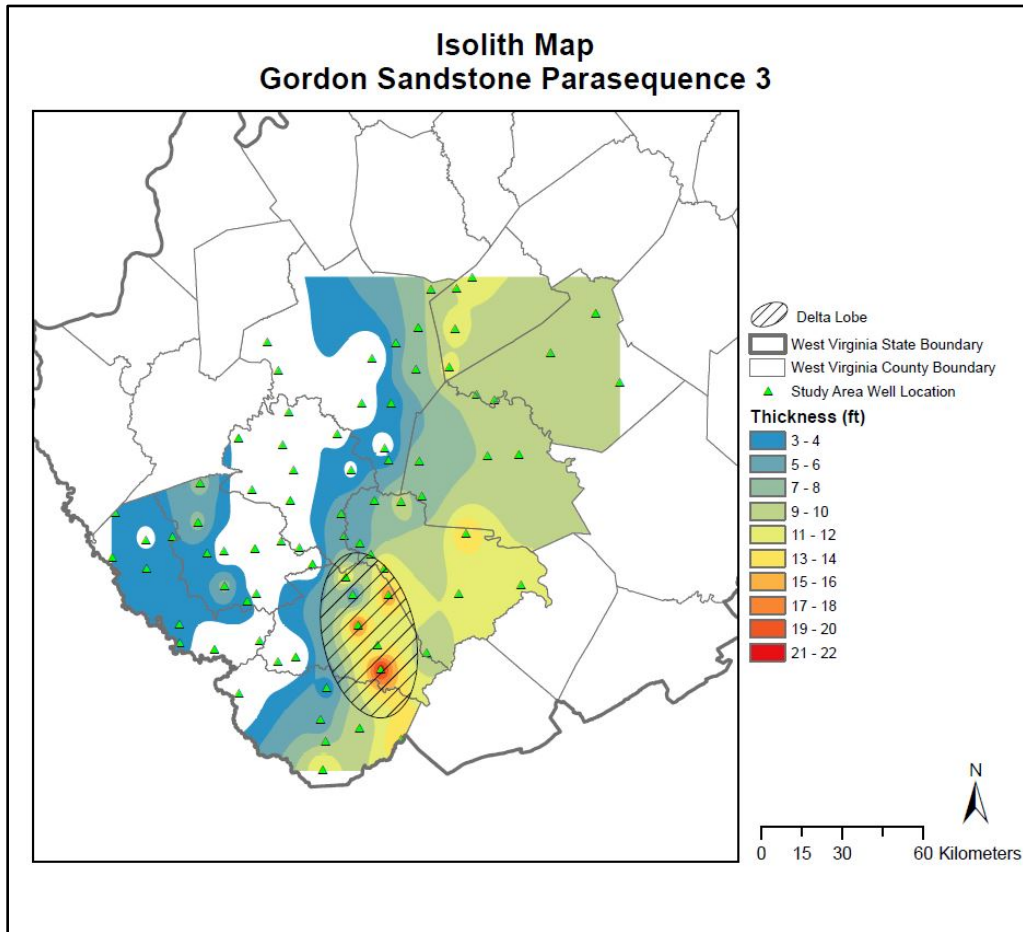 Isolith Map
Gordon Sandstone Parasequence 3
Delta Lobe
West Virginia State Boundary
West Virginia County Boundary
Study Area Well Location
Thickness (ft)
3 - 4
5 - 6
7 - 8
9 - 10
11 - 12
13 - 14
15 - 16
17 - 18
19 - 20
21 - 22
N
0 15 30 60 Kilometers